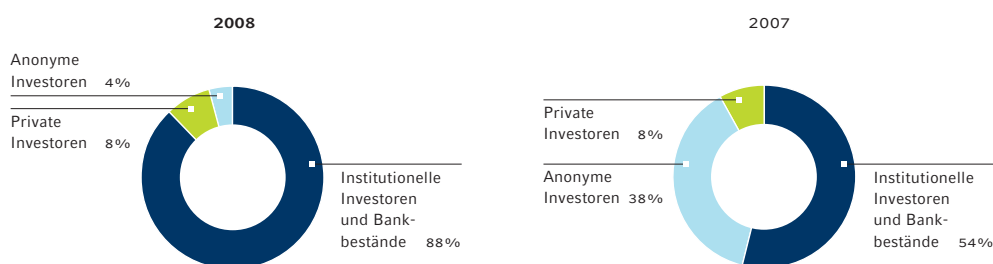 2008
Anonyme
Investoren 4%
Private
Investoren 8%
Institutionelle
Investoren
und Bank-
bestände 88%
2007
Private
Investoren 8%
Anonyme
Investoren 38%
Institutionelle
Investoren
und Bank-
bestände 54%